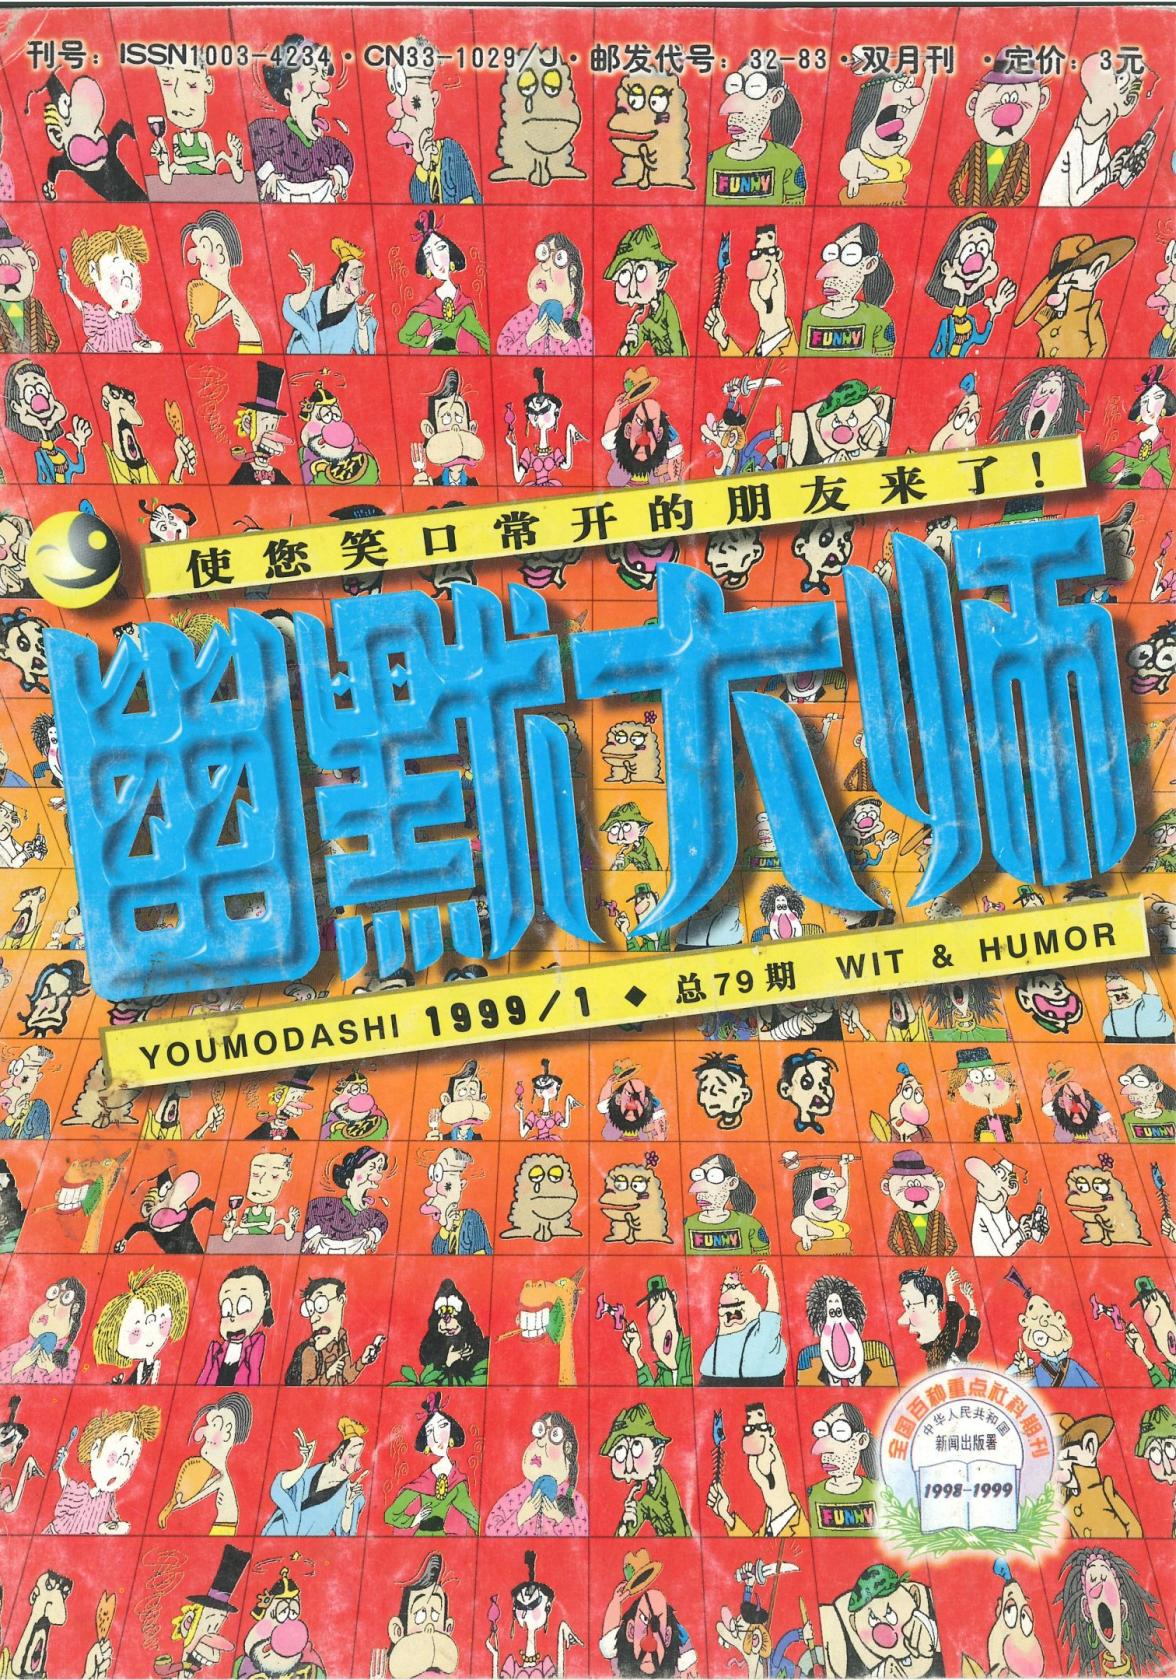 刊号：ISSN1003-4234·CN33-1029/J·邮发代号：32-83·双月刊 ·定价：3元
FUNNY
FUNNY
使您笑口常开的朋友来了！
幽默大师
YOUMODASHI 1999/1 ◆ 总79期 WIT & HUMOR
FUNNY
FUNNY
全国百种重点社科期刊
中华人民共和国
新闻出版署
1998-1999
FUNNY